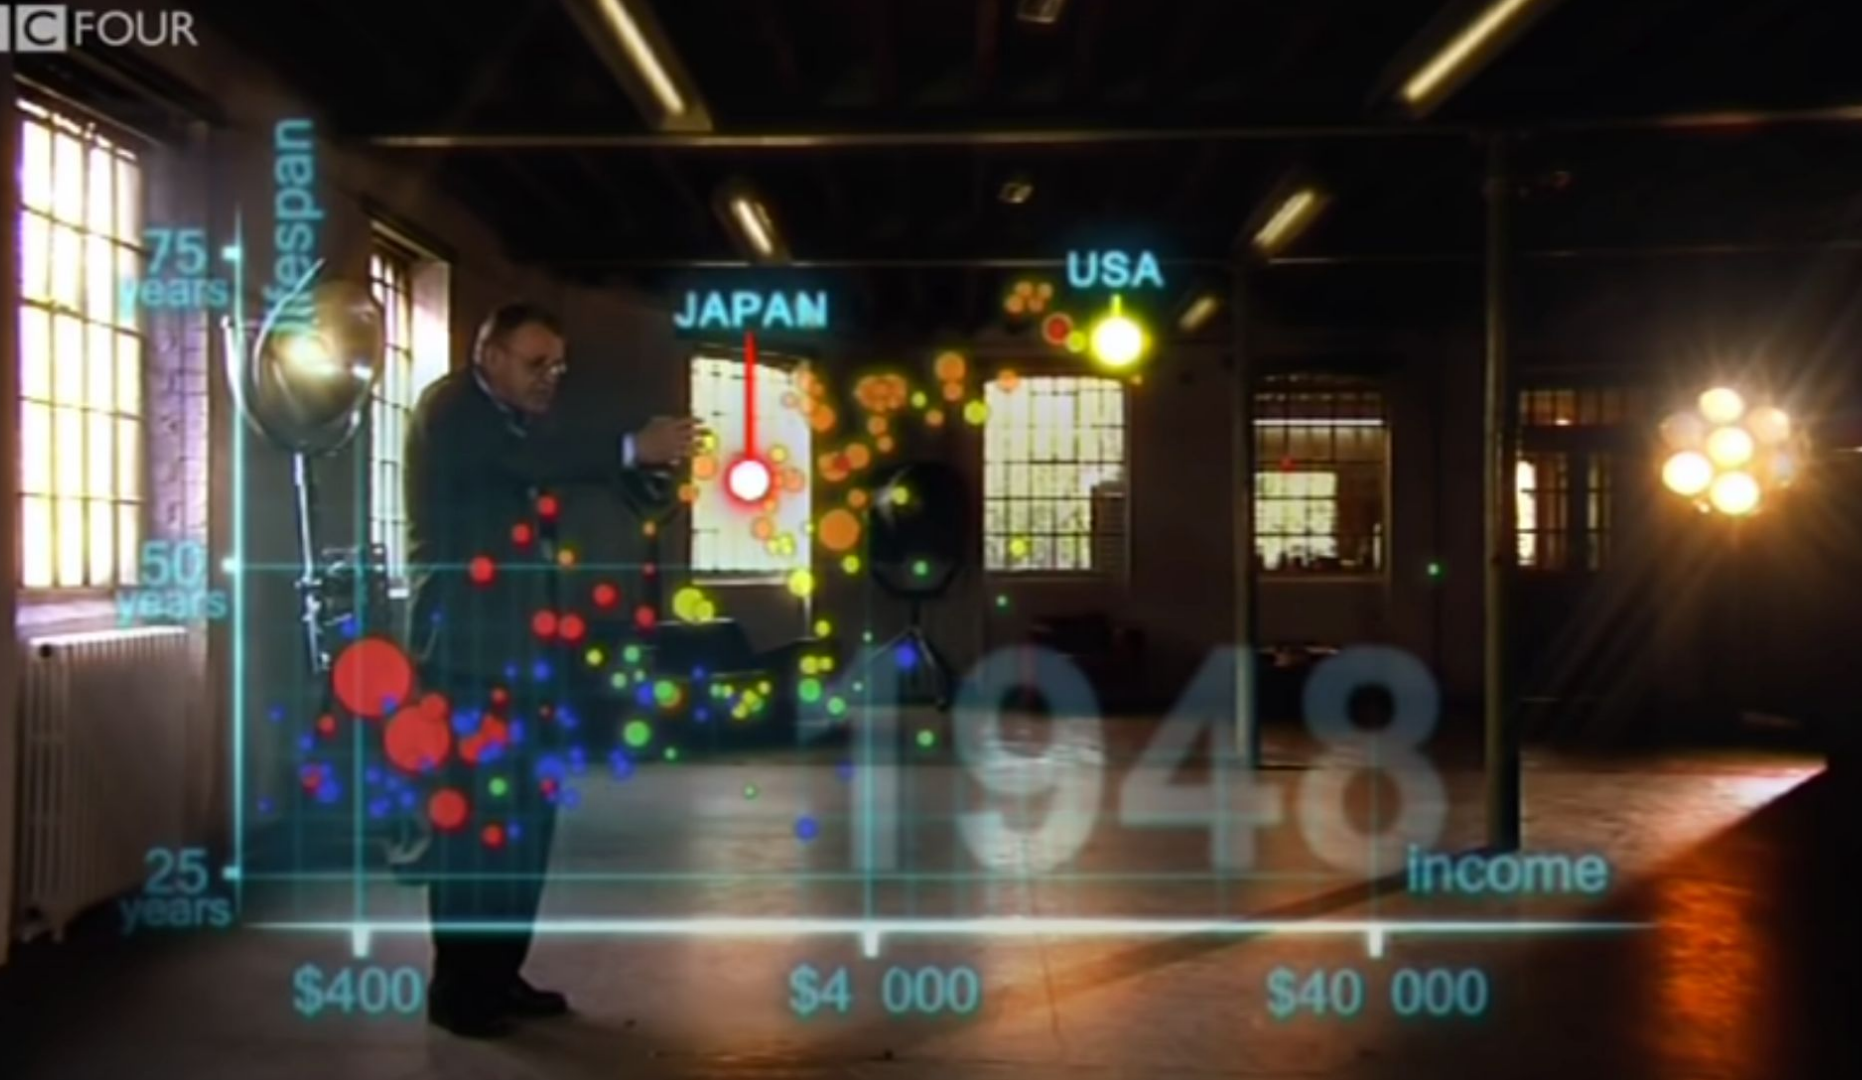 C FOUR
lifespan
75
years
USA
JAPAN
50
years
1948
25
years
income
$400
$4 000
$40 000